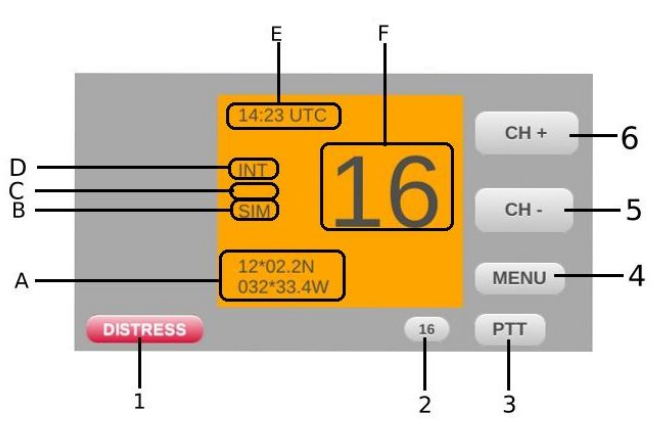 E
F
14:23 UTC
CH +
6
D
INT
16
C
B
SIM
CH -
5
A
12*02.2N
032*33.4W
MENU
4
DISTRESS
16
PTT
1
2
3